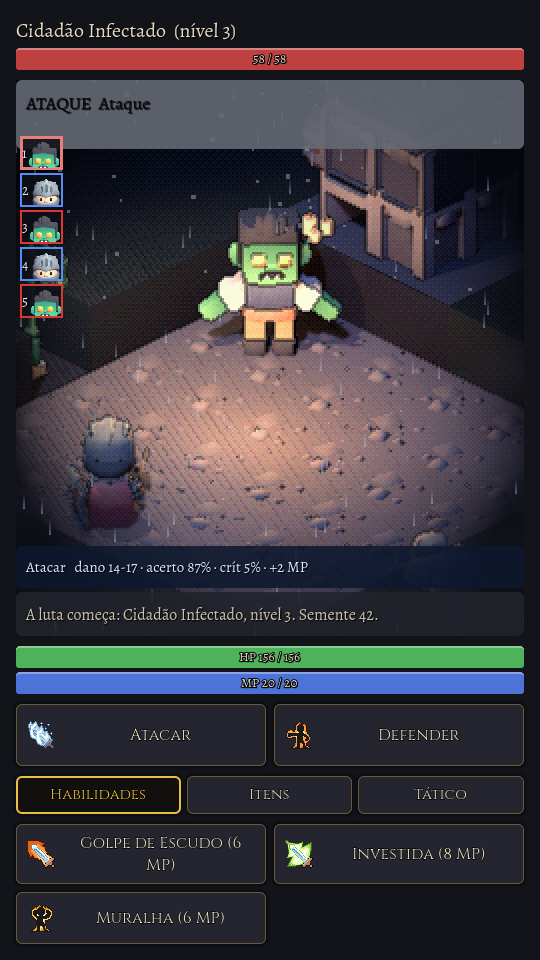 Cidadão Infectado (nível 3)
58 / 58
ATAQUE Ataque
1
2
3
4
5
Atacar dano 14-17 · acerto 87% · crít 5% · +2 MP
A luta começa: Cidadão Infectado, nível 3. Semente 42.
HP 156 / 156
MP 20 / 20
Atacar
Defender
Habilidades
Itens
Tático
Golpe de Escudo (6
MP)
Investida (8 MP)
Muralha (6 MP)